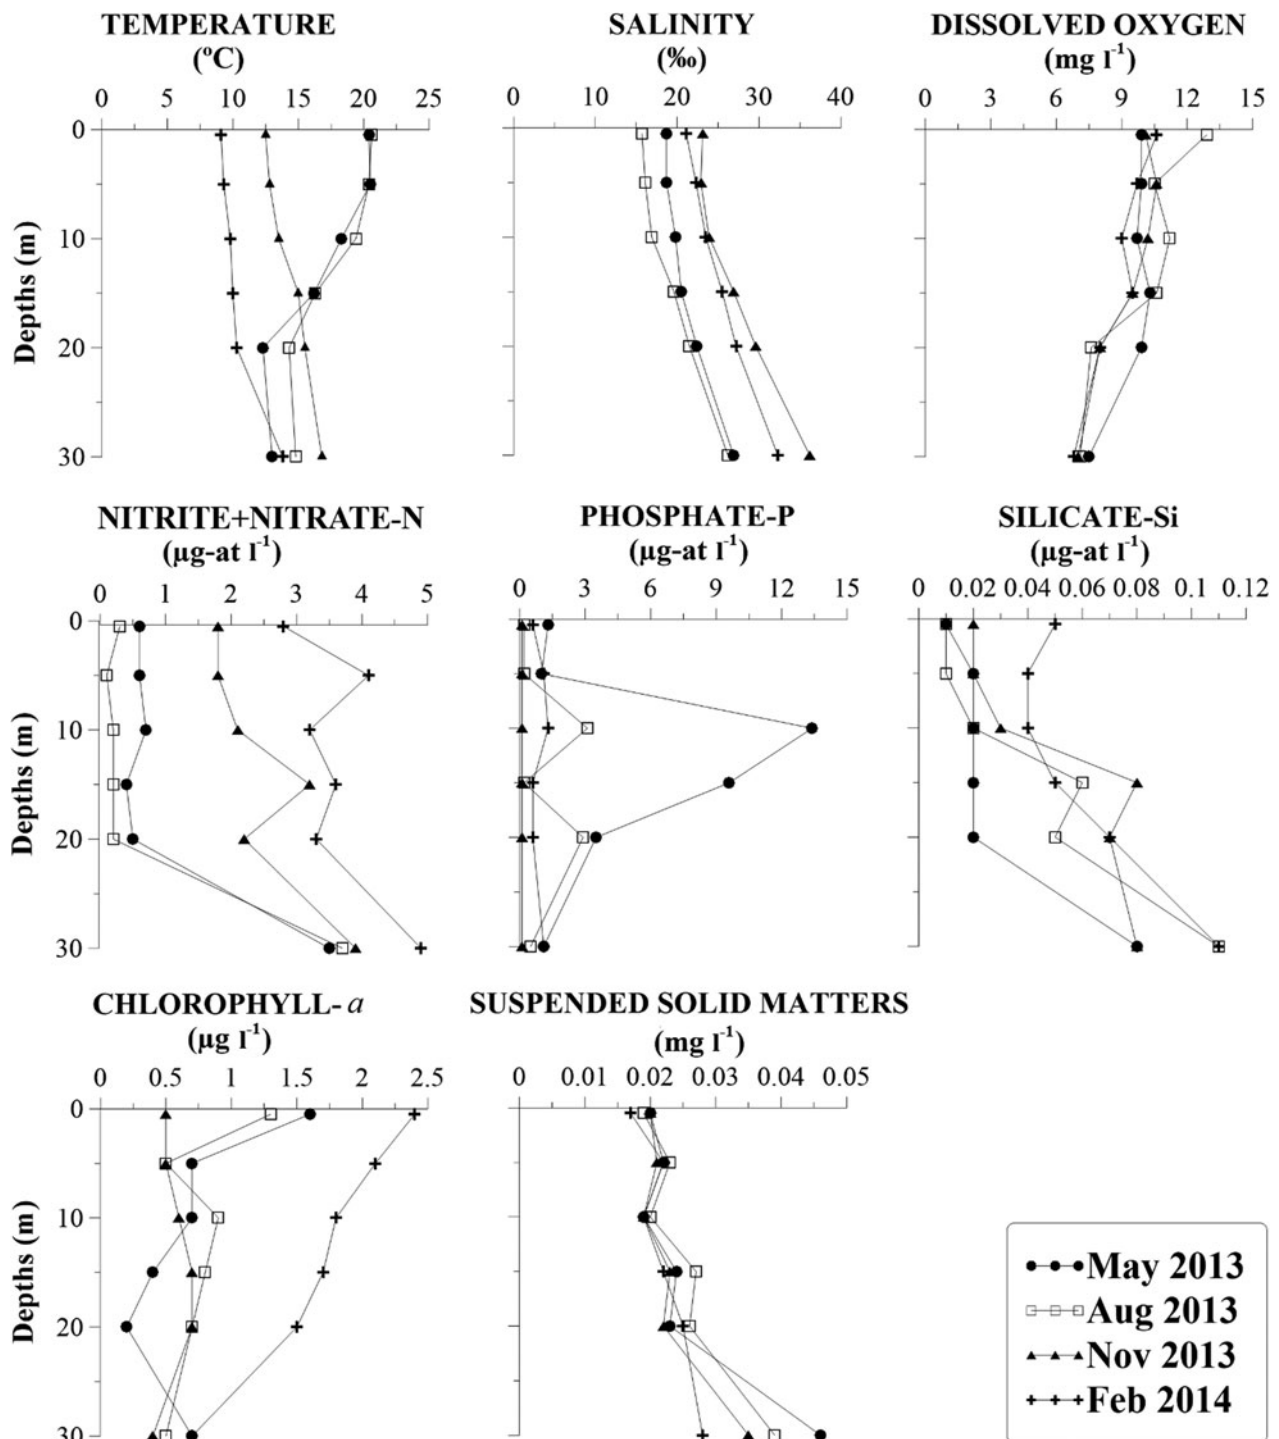 TEMPERATURE SALINITY DISSOLVED OXYGEN
(ºC) (‰) (mg l⁻¹)
0 5 10 15 20 25 0 10 20 30 40 0 3 6 9 12 15
0
10
20
30
Depths (m)
NITRITE+NITRATE-N PHOSPHATE-P SILICATE-Si
(µg-at l⁻¹) (µg-at l⁻¹) (µg-at l⁻¹)
0 1 2 3 4 5 0 3 6 9 12 15 0 0.02 0.04 0.06 0.08 0.1 0.12
0
10
20
30
Depths (m)
CHLOROPHYLL-a SUSPENDED SOLID MATTERS
(µg l⁻¹) (mg l⁻¹)
0 0.5 1 1.5 2 2.5 0 0.01 0.02 0.03 0.04 0.05
0
10
20
30
Depths (m)
May 2013
Aug 2013
Nov 2013
Feb 2014